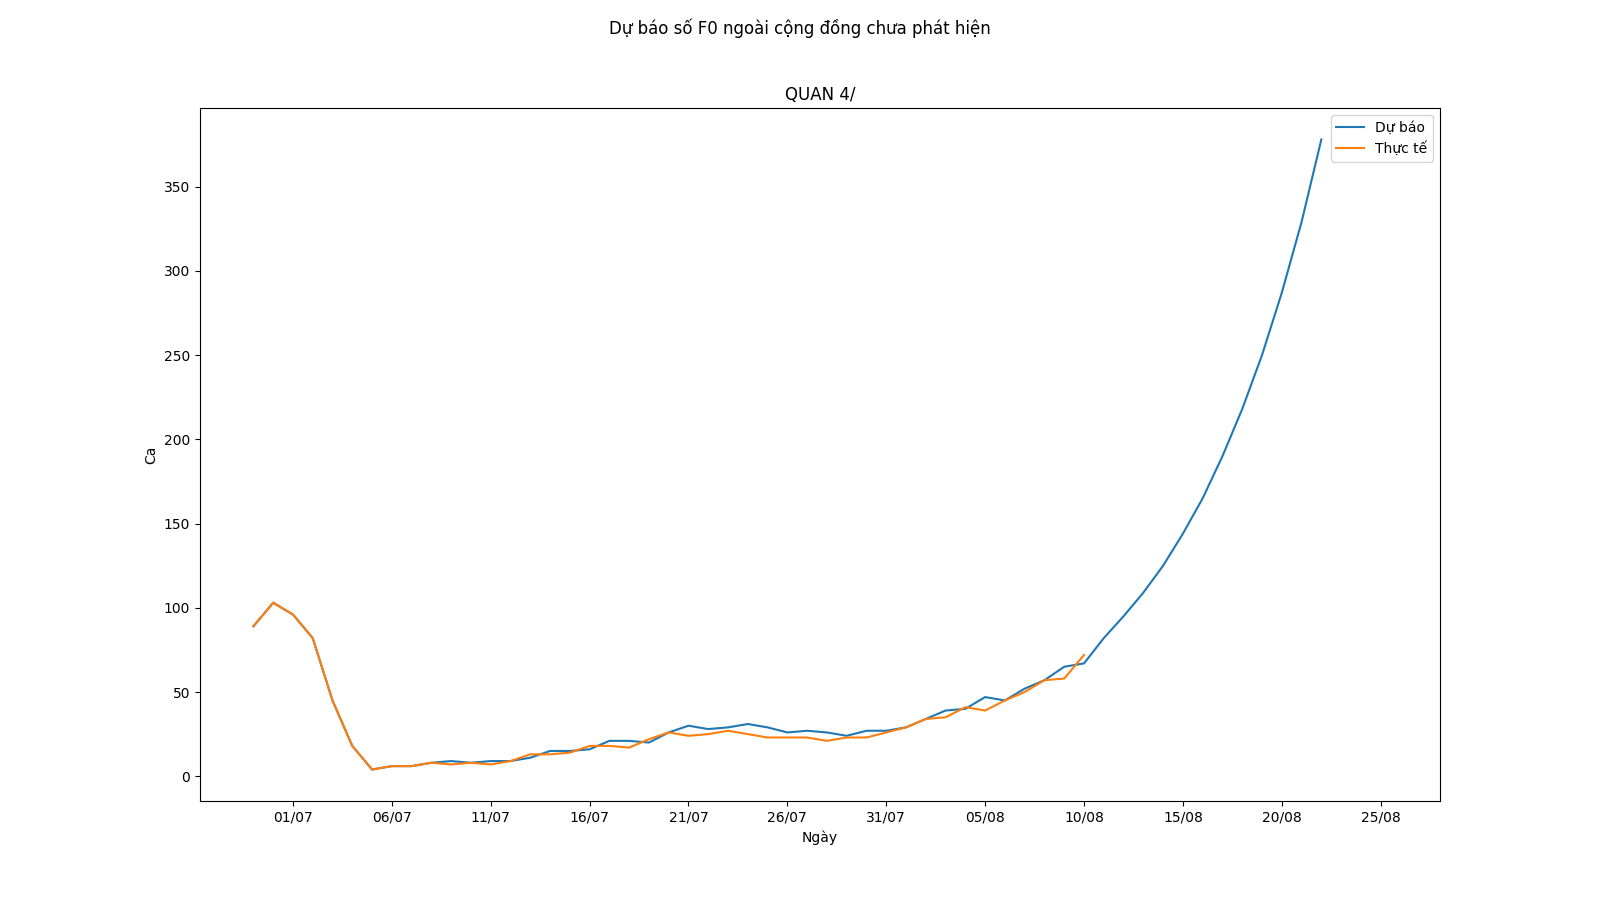 Dự báo số F0 ngoài cộng đồng chưa phát hiện
QUAN 4/
Dự báo
Thực tế
350
300
250
200
150
100
50
0
Ca
01/07 06/07 11/07 16/07 21/07 26/07 31/07 05/08 10/08 15/08 20/08 25/08
Ngày